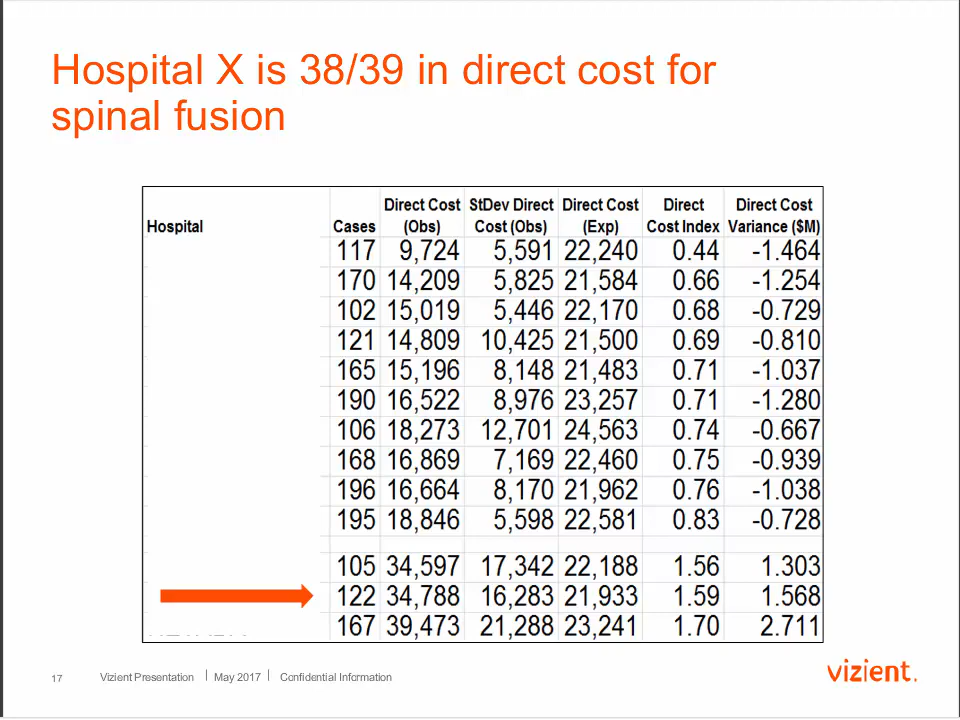 Hospital X is 38/39 in direct cost for
spinal fusion
Direct Cost StDev Direct Direct Cost Direct Direct Cost
Hospital Cases (Obs) Cost (Obs) (Exp) Cost Index Variance ($M)
117 9,724 5,591 22,240 0.44 -1.464
170 14,209 5,825 21,584 0.66 -1.254
102 15,019 5,446 22,170 0.68 -0.729
121 14,809 10,425 21,500 0.69 -0.810
165 15,196 8,148 21,483 0.71 -1.037
190 16,522 8,976 23,257 0.71 -1.280
106 18,273 12,701 24,563 0.74 -0.667
168 16,869 7,169 22,460 0.75 -0.939
196 16,664 8,170 21,962 0.76 -1.038
195 18,846 5,598 22,581 0.83 -0.728
105 34,597 17,342 22,188 1.56 1.303
122 34,788 16,283 21,933 1.59 1.568
167 39,473 21,288 23,241 1.70 2.711
17 Vizient Presentation | May 2017 | Confidential Information
vizient.